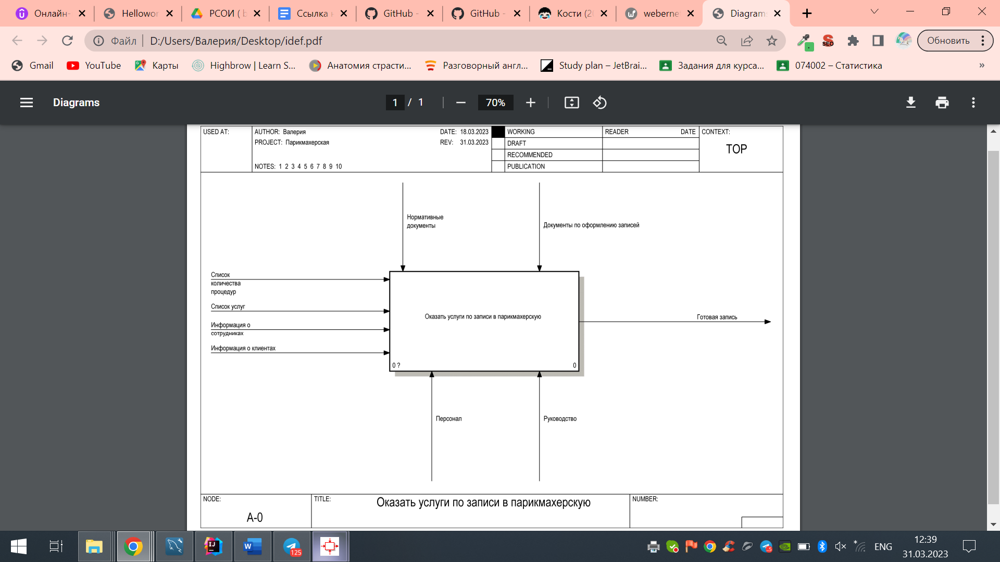 Онлайн-
Hellowor
РСОИ ( b
Ссылка н
GitHub -
GitHub -
Кости (20
weberne
Diagram
Файл
D:/Users/Валерия/Desktop/idef.pdf
SEO
Обновить
Gmail
YouTube
Карты
Highbrow | Learn S...
Анатомия страсти...
Разговорный англ...
Study plan – JetBrai...
Задания для курса...
074002 – Статистика
»
Diagrams
1 / 1
70%
USED AT:
AUTHOR: Валерия
DATE: 18.03.2023
PROJECT: Парикмахерская
REV: 31.03.2023
NOTES: 1 2 3 4 5 6 7 8 9 10
WORKING
DRAFT
RECOMMENDED
PUBLICATION
READER
DATE
CONTEXT:
TOP
Нормативные
документы
Документы по оформлению записей
Список
количества
процедур
Список услуг
Информация о
сотрудниках
Информация о клиентах
Оказать услуги по записи в парикмахерскую
0 ?
0
Готовая запись
Персонал
Руководство
NODE:
A-0
TITLE:
Оказать услуги по записи в парикмахерскую
NUMBER:
IJ
W
125
ENG
12:39
31.03.2023